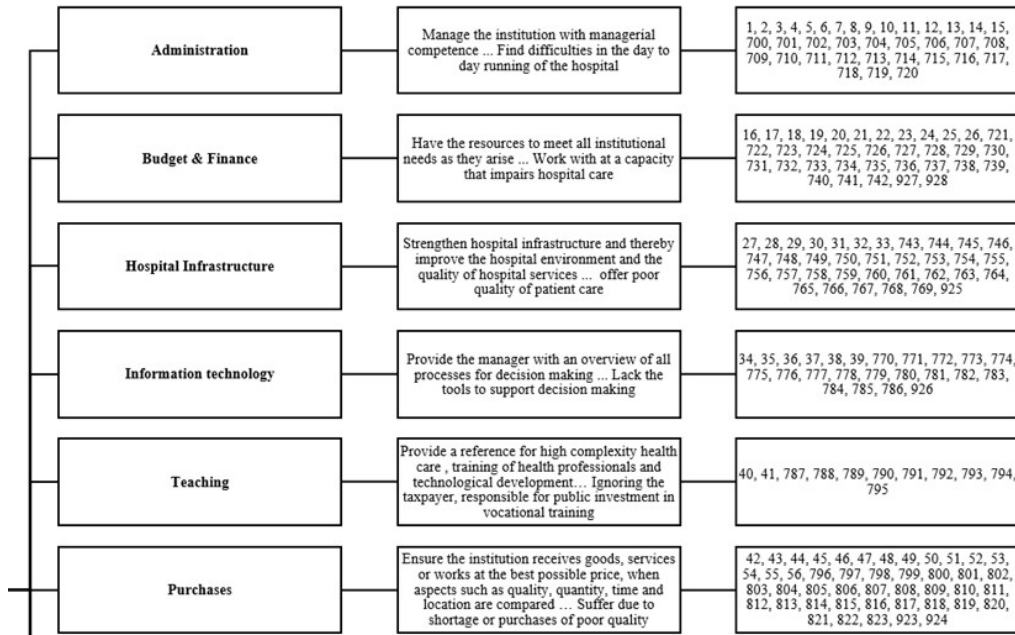 Administration
Manage the institution with managerial
competence ... Find difficulties in the day to
day running of the hospital
1, 2, 3, 4, 5, 6, 7, 8, 9, 10, 11, 12, 13, 14, 15,
700, 701, 702, 703, 704, 705, 706, 707, 708,
709, 710, 711, 712, 713, 714, 715, 716, 717,
718, 719, 720
Budget & Finance
Have the resources to meet all institutional
needs as they arise ... Work with at a capacity
that impairs hospital care
16, 17, 18, 19, 20, 21, 22, 23, 24, 25, 26, 721,
722, 723, 724, 725, 726, 727, 728, 729, 730,
731, 732, 733, 734, 735, 736, 737, 738, 739,
740, 741, 742, 927, 928
Hospital Infrastructure
Strengthen hospital infrastructure and thereby
improve the hospital environment and the
quality of hospital services ... offer poor
quality of patient care
27, 28, 29, 30, 31, 32, 33, 743, 744, 745, 746,
747, 748, 749, 750, 751, 752, 753, 754, 755,
756, 757, 758, 759, 760, 761, 762, 763, 764,
765, 766, 767, 768, 769, 925
Information technology
Provide the manager with an overview of all
processes for decision making ... Lack the
tools to support decision making
34, 35, 36, 37, 38, 39, 770, 771, 772, 773, 774,
775, 776, 777, 778, 779, 780, 781, 782, 783,
784, 785, 786, 926
Teaching
Provide a reference for high complexity health
care , training of health professionals and
technological development... Ignoring the
taxpayer, responsible for public investment in
vocational training
40, 41, 787, 788, 789, 790, 791, 792, 793, 794,
795
Purchases
Ensure the institution receives goods, services
or works at the best possible price, when
aspects such as quality, quantity, time and
location are compared ... Suffer due to
shortage or purchases of poor quality
42, 43, 44, 45, 46, 47, 48, 49, 50, 51, 52, 53,
54, 55, 56, 796, 797, 798, 799, 800, 801, 802,
803, 804, 805, 806, 807, 808, 809, 810, 811,
812, 813, 814, 815, 816, 817, 818, 819, 820,
821, 822, 823, 923, 924